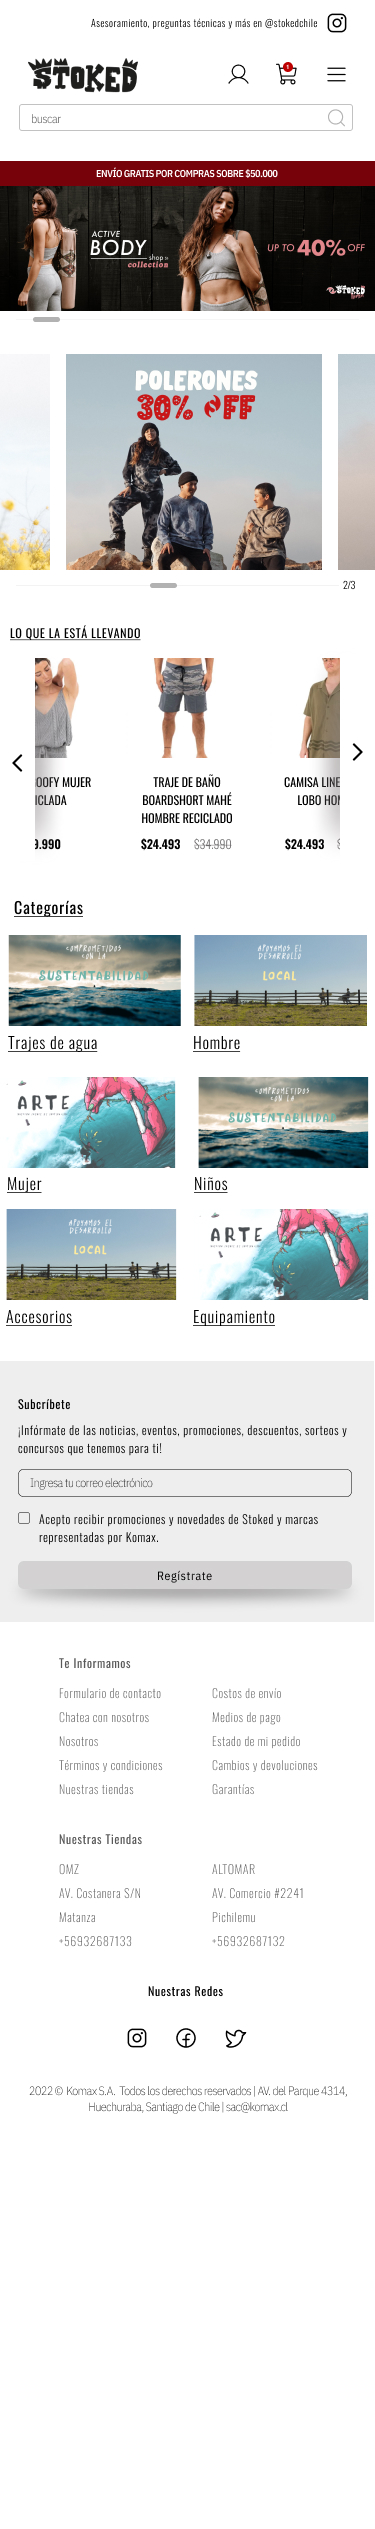 Asesoramiento, preguntas técnicas y más en @stokedchile
STOKED
1
buscar
ENVÍO GRATIS POR COMPRAS SOBRE $50.000
ACTIVE
BODY
shop »
collection
UP TO 40% OFF
STOKED
POLERONES
30% OFF
2/3
LO QUE LA ESTÁ LLEVANDO
OOFY MUJER
ICLADA
9.990
TRAJE DE BAÑO
BOARDSHORT MAHÉ
HOMBRE RECICLADO
$24.493 $34.990
CAMISA LINE
LOBO HOM
$24.493 $
Categorías
COMPROMETIDOS
CON LA
SUSTENTABILIDAD
Trajes de agua
APOYAMOS EL
DESARROLLO
LOCAL
Hombre
ARTE
Mujer
COMPROMETIDOS
CON LA
SUSTENTABILIDAD
Niños
APOYAMOS EL
DESARROLLO
LOCAL
Accesorios
ARTE
Equipamiento
Subcríbete
¡Infórmate de las noticias, eventos, promociones, descuentos, sorteos y
concursos que tenemos para ti!
Ingresa tu correo electrónico
Acepto recibir promociones y novedades de Stoked y marcas
representadas por Komax.
Regístrate
Te Informamos
Formulario de contacto
Chatea con nosotros
Nosotros
Términos y condiciones
Nuestras tiendas
Costos de envío
Medios de pago
Estado de mi pedido
Cambios y devoluciones
Garantías
Nuestras Tiendas
OMZ
AV. Costanera S/N
Matanza
+56932687133
ALTOMAR
AV. Comercio #2241
Pichilemu
+56932687132
Nuestras Redes
2022 © Komax S.A. Todos los derechos reservados | AV. del Parque 4314,
Huechuraba, Santiago de Chile | sac@komax.cl